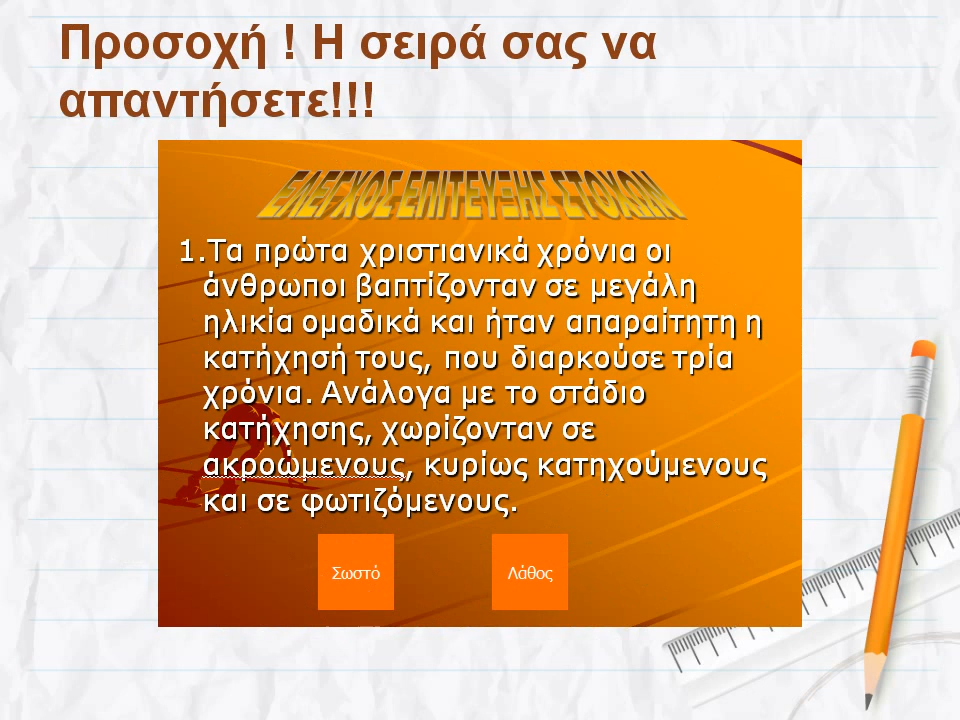 Προσοχή ! Η σειρά σας να
απαντήσετε!!!
ΕΛΕΓΧΟΣ ΕΠΙΤΕΥΞΗΣ ΣΤΟΧΩΝ
1.Τα πρώτα χριστιανικά χρόνια οι
άνθρωποι βαπτίζονταν σε μεγάλη
ηλικία ομαδικά και ήταν απαραίτητη η
κατήχησή τους, που διαρκούσε τρία
χρόνια. Ανάλογα με το στάδιο
κατήχησης, χωρίζονταν σε
ακροώμενους, κυρίως κατηχούμενους
και σε φωτιζόμενους.
Σωστό
Λάθος